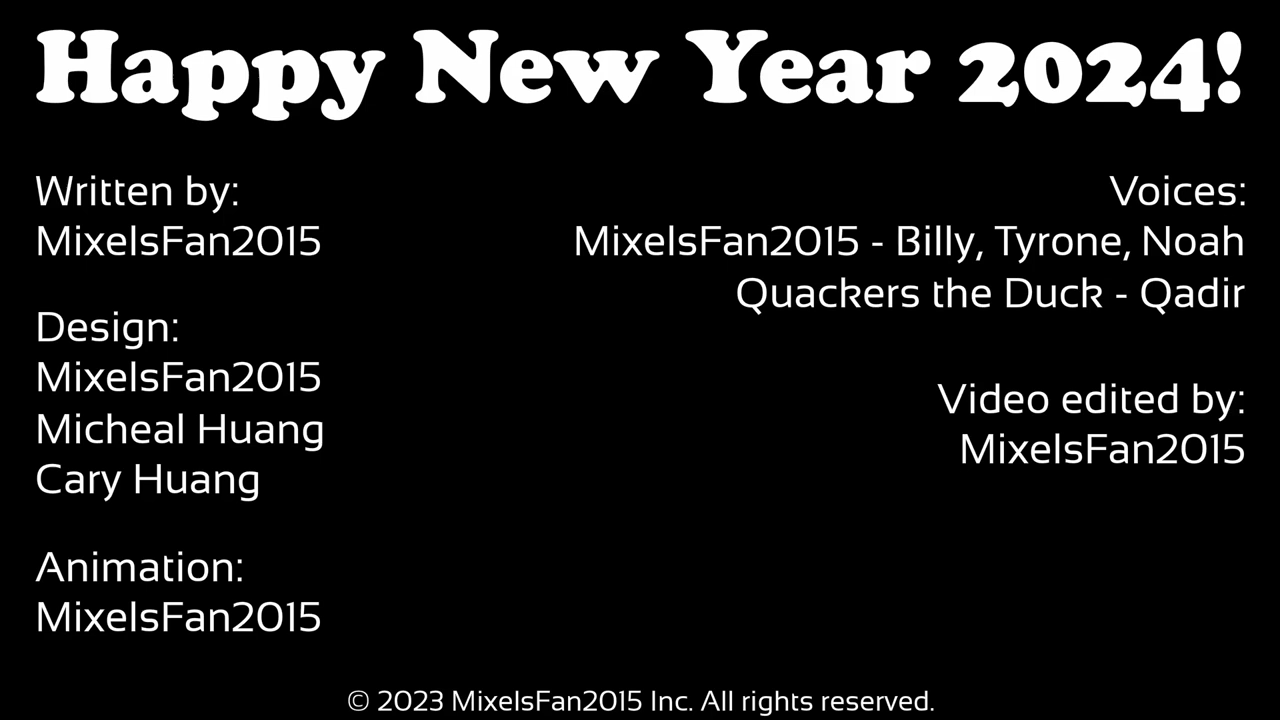 Happy New Year 2024!
Written by:
MixelsFan2015
Design:
MixelsFan2015
Micheal Huang
Cary Huang
Animation:
MixelsFan2015
Voices:
MixelsFan2015 - Billy, Tyrone, Noah
Quackers the Duck - Qadir
Video edited by:
MixelsFan2015
© 2023 MixelsFan2015 Inc. All rights reserved.